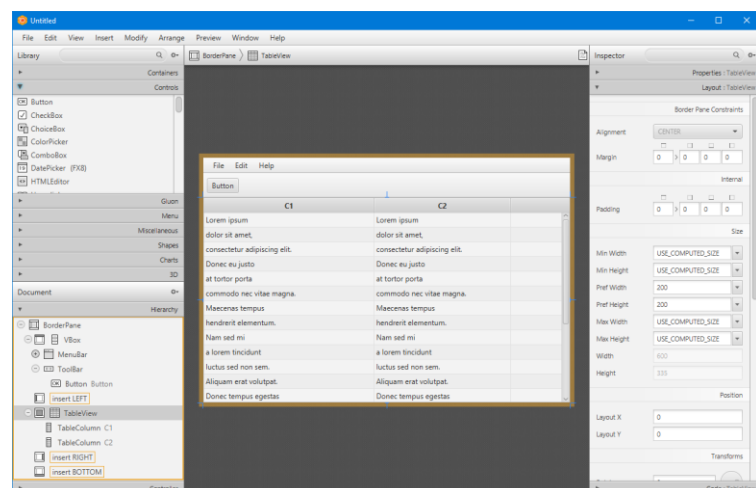 Untitled
File Edit View Insert Modify Arrange Preview Window Help
Library
Containers
Controls
OK Button
CheckBox
ChoiceBox
ColorPicker
ComboBox
DatePicker (FX8)
HTMLEditor
Gluon
Menu
Miscellaneous
Shapes
Charts
3D
Document
Hierarchy
BorderPane
VBox
MenuBar
ToolBar
OK Button Button
insert LEFT
TableView
TableColumn C1
TableColumn C2
insert RIGHT
insert BOTTOM
Controller
BorderPane TableView
File Edit Help
Button
C1 C2
Lorem ipsum Lorem ipsum
dolor sit amet, dolor sit amet,
consectetur adipiscing elit. consectetur adipiscing elit.
Donec eu justo Donec eu justo
at tortor porta at tortor porta
commodo nec vitae magna. commodo nec vitae magna.
Maecenas tempus Maecenas tempus
hendrerit elementum. hendrerit elementum.
Nam sed mi Nam sed mi
a lorem tincidunt a lorem tincidunt
luctus sed non sem. luctus sed non sem.
Aliquam erat volutpat. Aliquam erat volutpat.
Donec tempus egestas Donec tempus egestas
Inspector
Properties : TableView
Layout : TableView
Border Pane Constraints
Alignment CENTER
Margin 0 0 0 0
Internal
Padding 0 0 0 0
Size
Min Width USE_COMPUTED_SIZE
Min Height USE_COMPUTED_SIZE
Pref Width 200
Pref Height 200
Max Width USE_COMPUTED_SIZE
Max Height USE_COMPUTED_SIZE
Width 600
Height 335
Position
Layout X 0
Layout Y 0
Transforms
Code : TableView